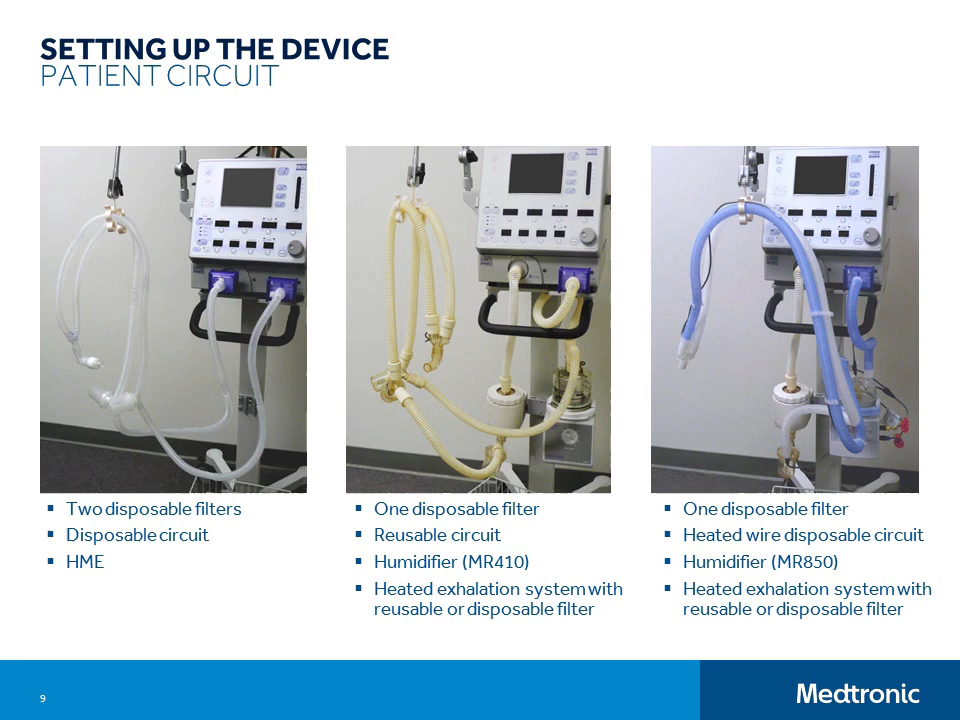 SETTING UP THE DEVICE
PATIENT CIRCUIT
▪ Two disposable filters
▪ Disposable circuit
▪ HME
▪ One disposable filter
▪ Reusable circuit
▪ Humidifier (MR410)
▪ Heated exhalation system with
reusable or disposable filter
▪ One disposable filter
▪ Heated wire disposable circuit
▪ Humidifier (MR850)
▪ Heated exhalation system with
reusable or disposable filter
9
Medtronic